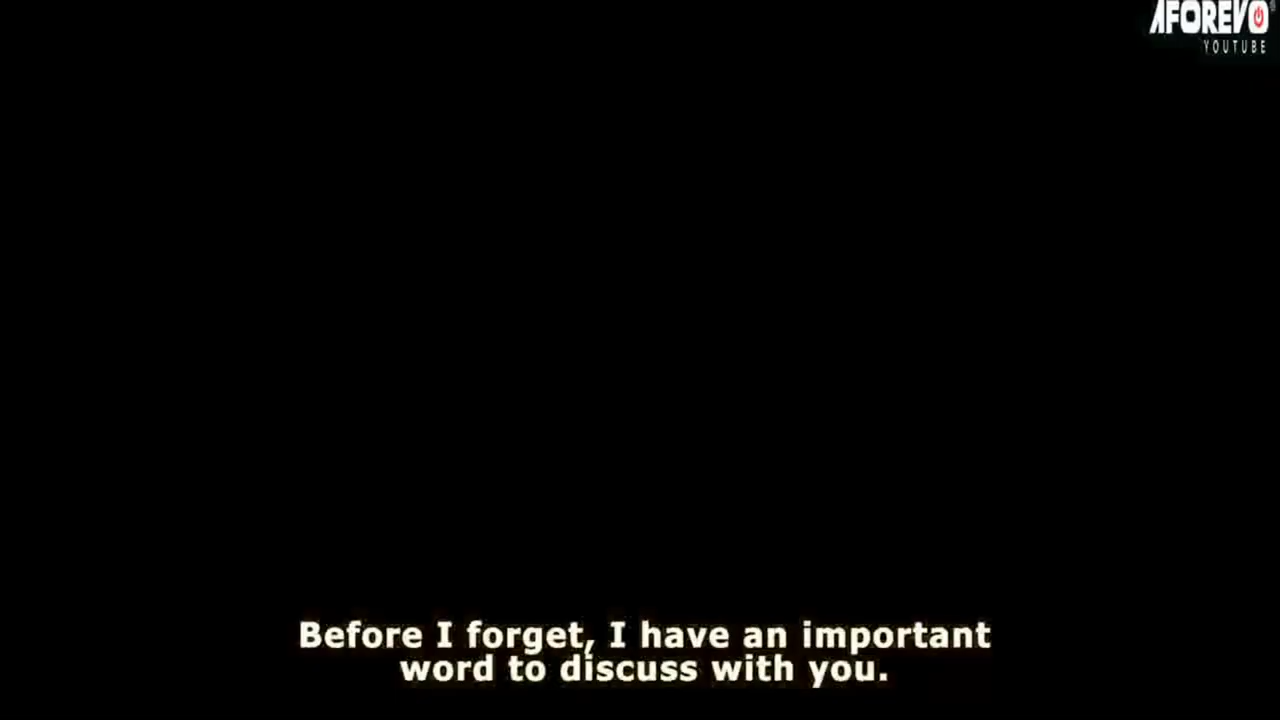 AFOREVO
YOUTUBE
Before I forget, I have an important
word to discuss with you.